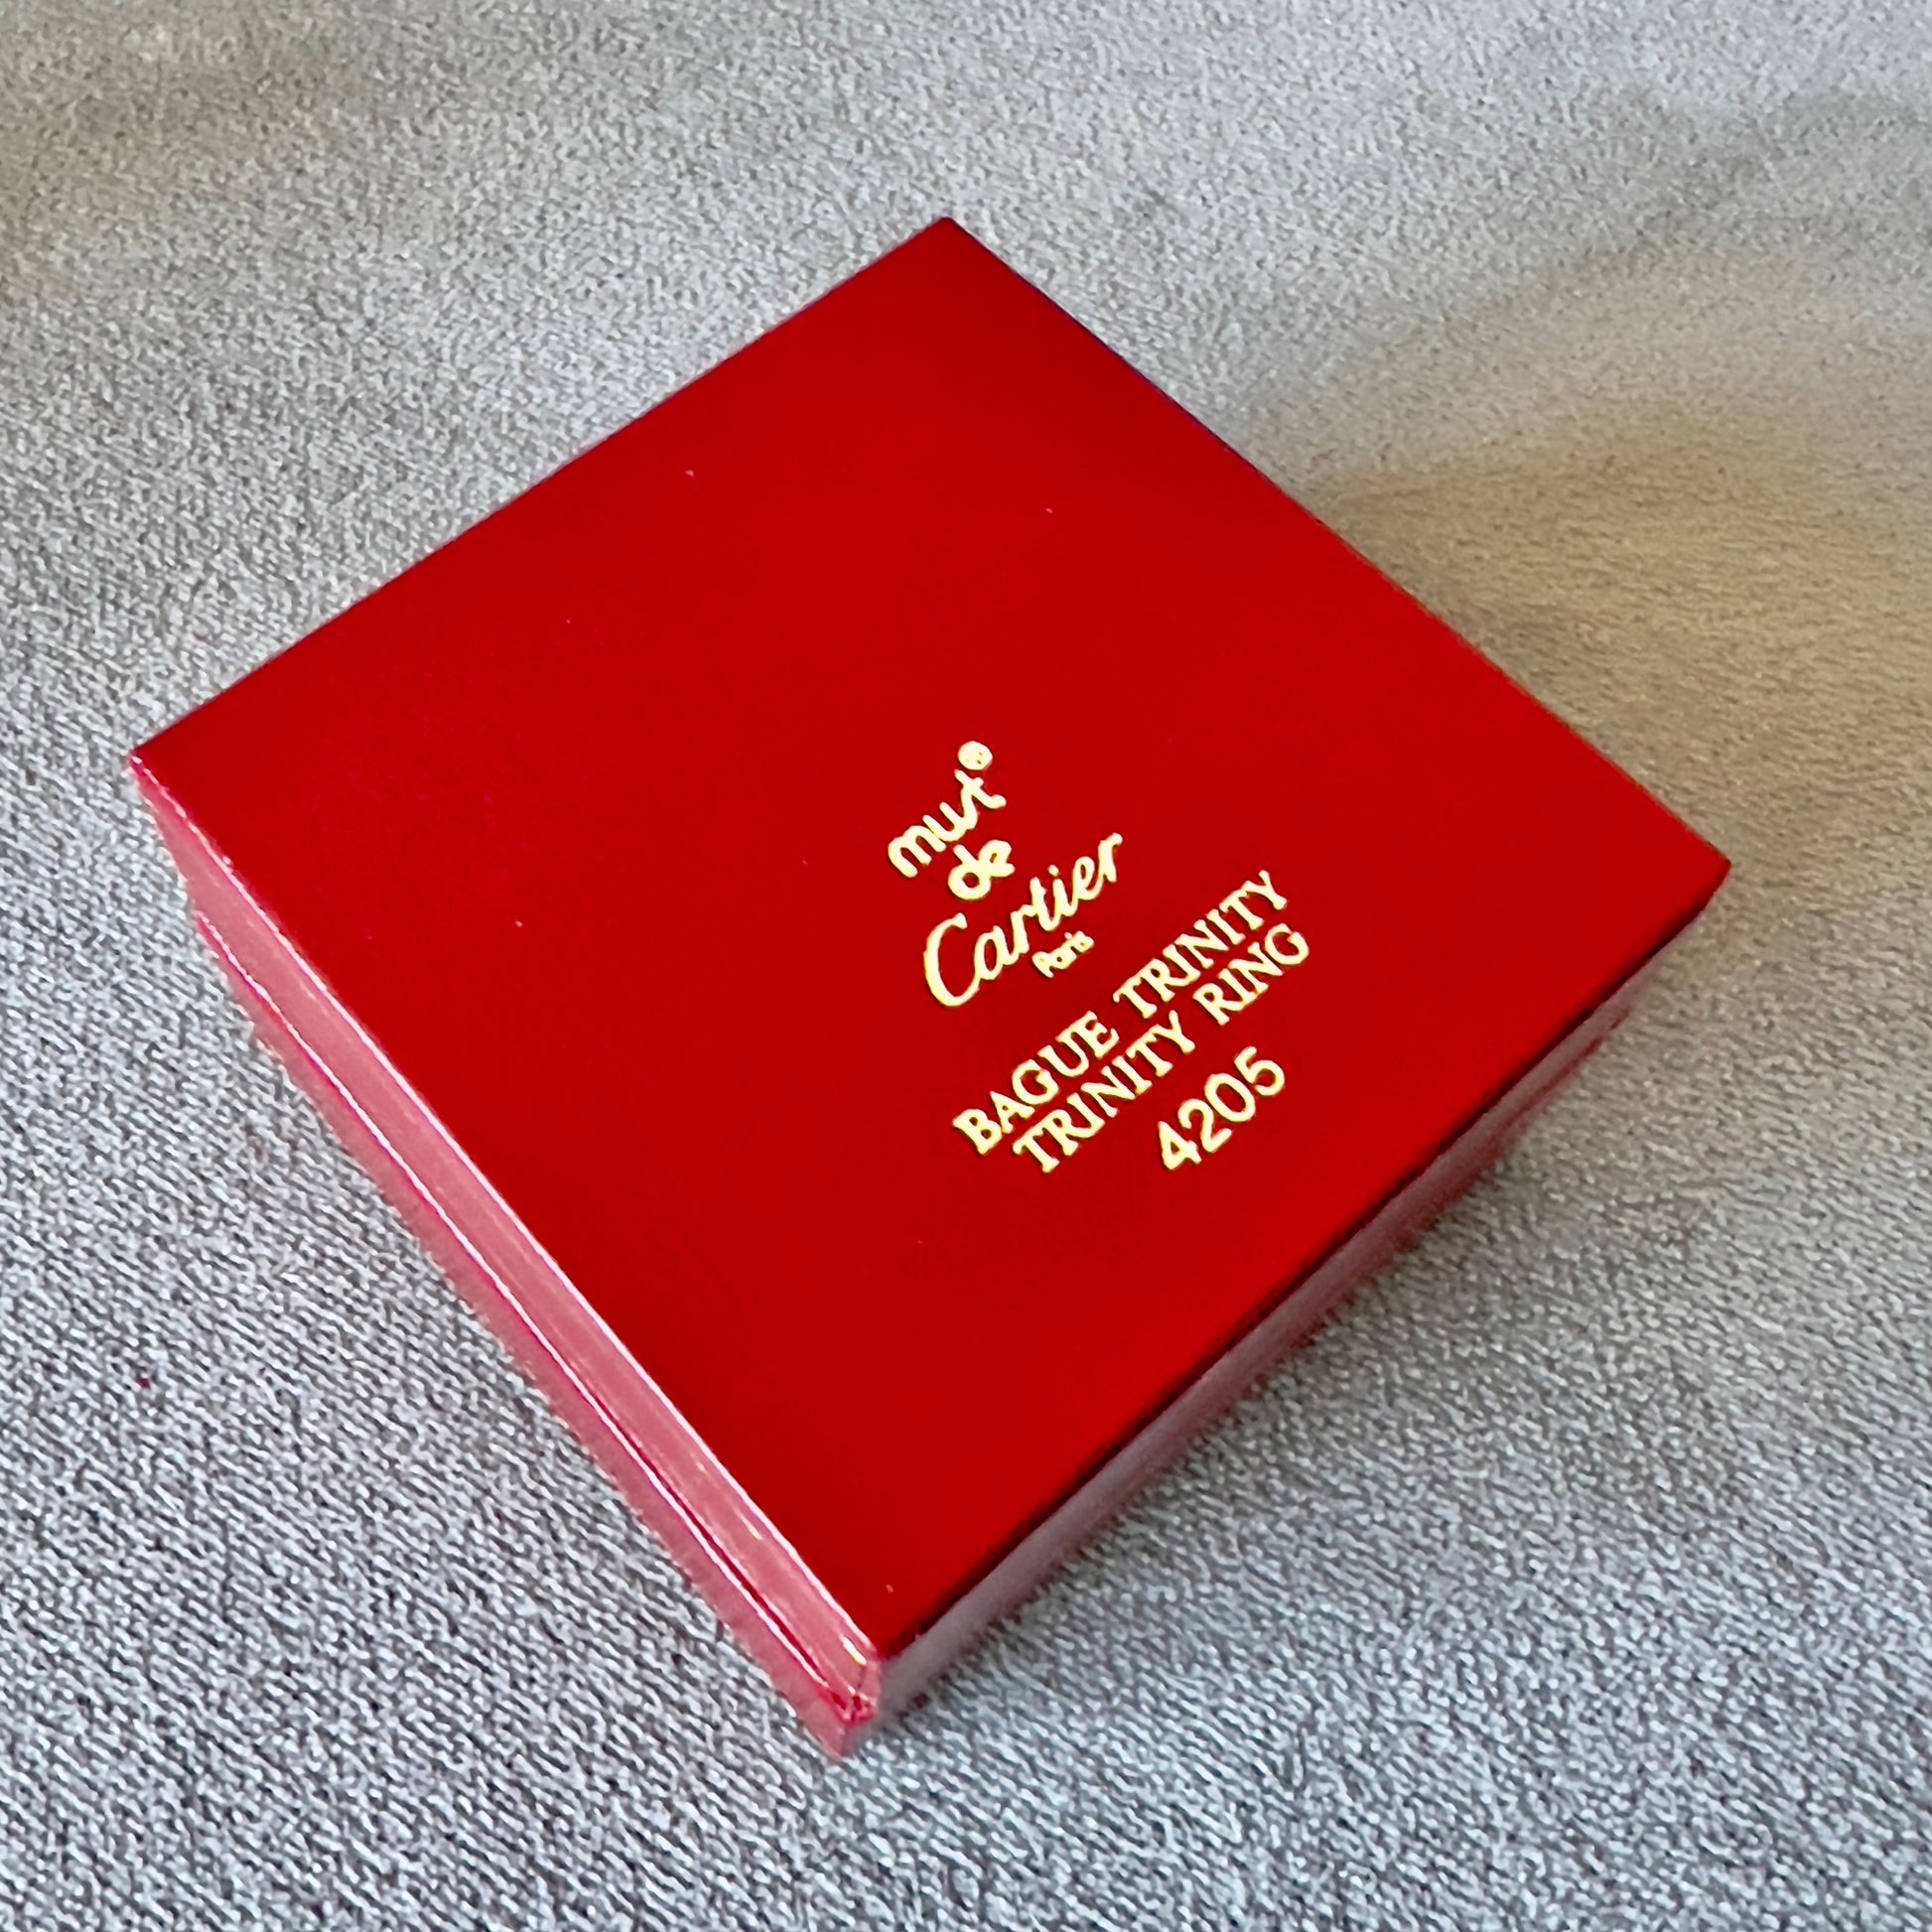 must®
de
Cartier
Paris
BAGUE TRINITY
TRINITY RING
4205